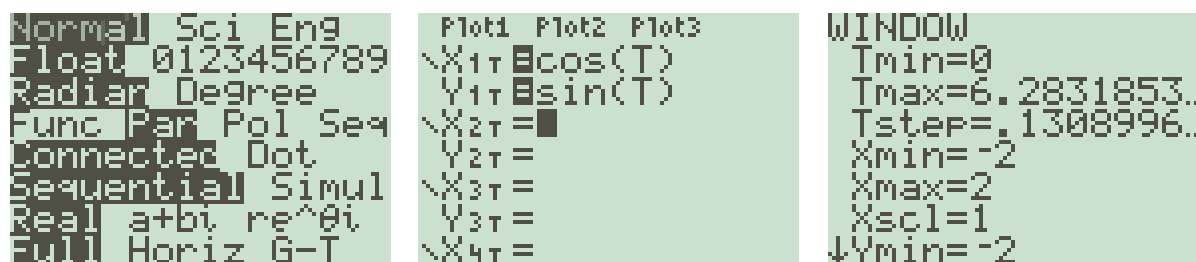 Normal Sci Eng
Float 0123456789
Radian Degree
Func Par Pol Seq
Connected Dot
Sequential Simul
Real a+bi re^θi
Full Horiz G-T
Plot1 Plot2 Plot3
\X1T=cos(T)
Y1T=sin(T)
\X2T=
Y2T=
\X3T=
Y3T=
\X4T=
WINDOW
Tmin=0
Tmax=6.2831853…
Tstep=.1308996…
Xmin=-2
Xmax=2
Xscl=1
↓Ymin=-2